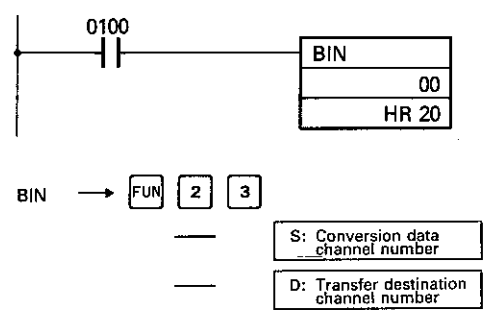 0100
BIN
00
HR 20
BIN → FUN 2 3
S: Conversion data
channel number
D: Transfer destination
channel number